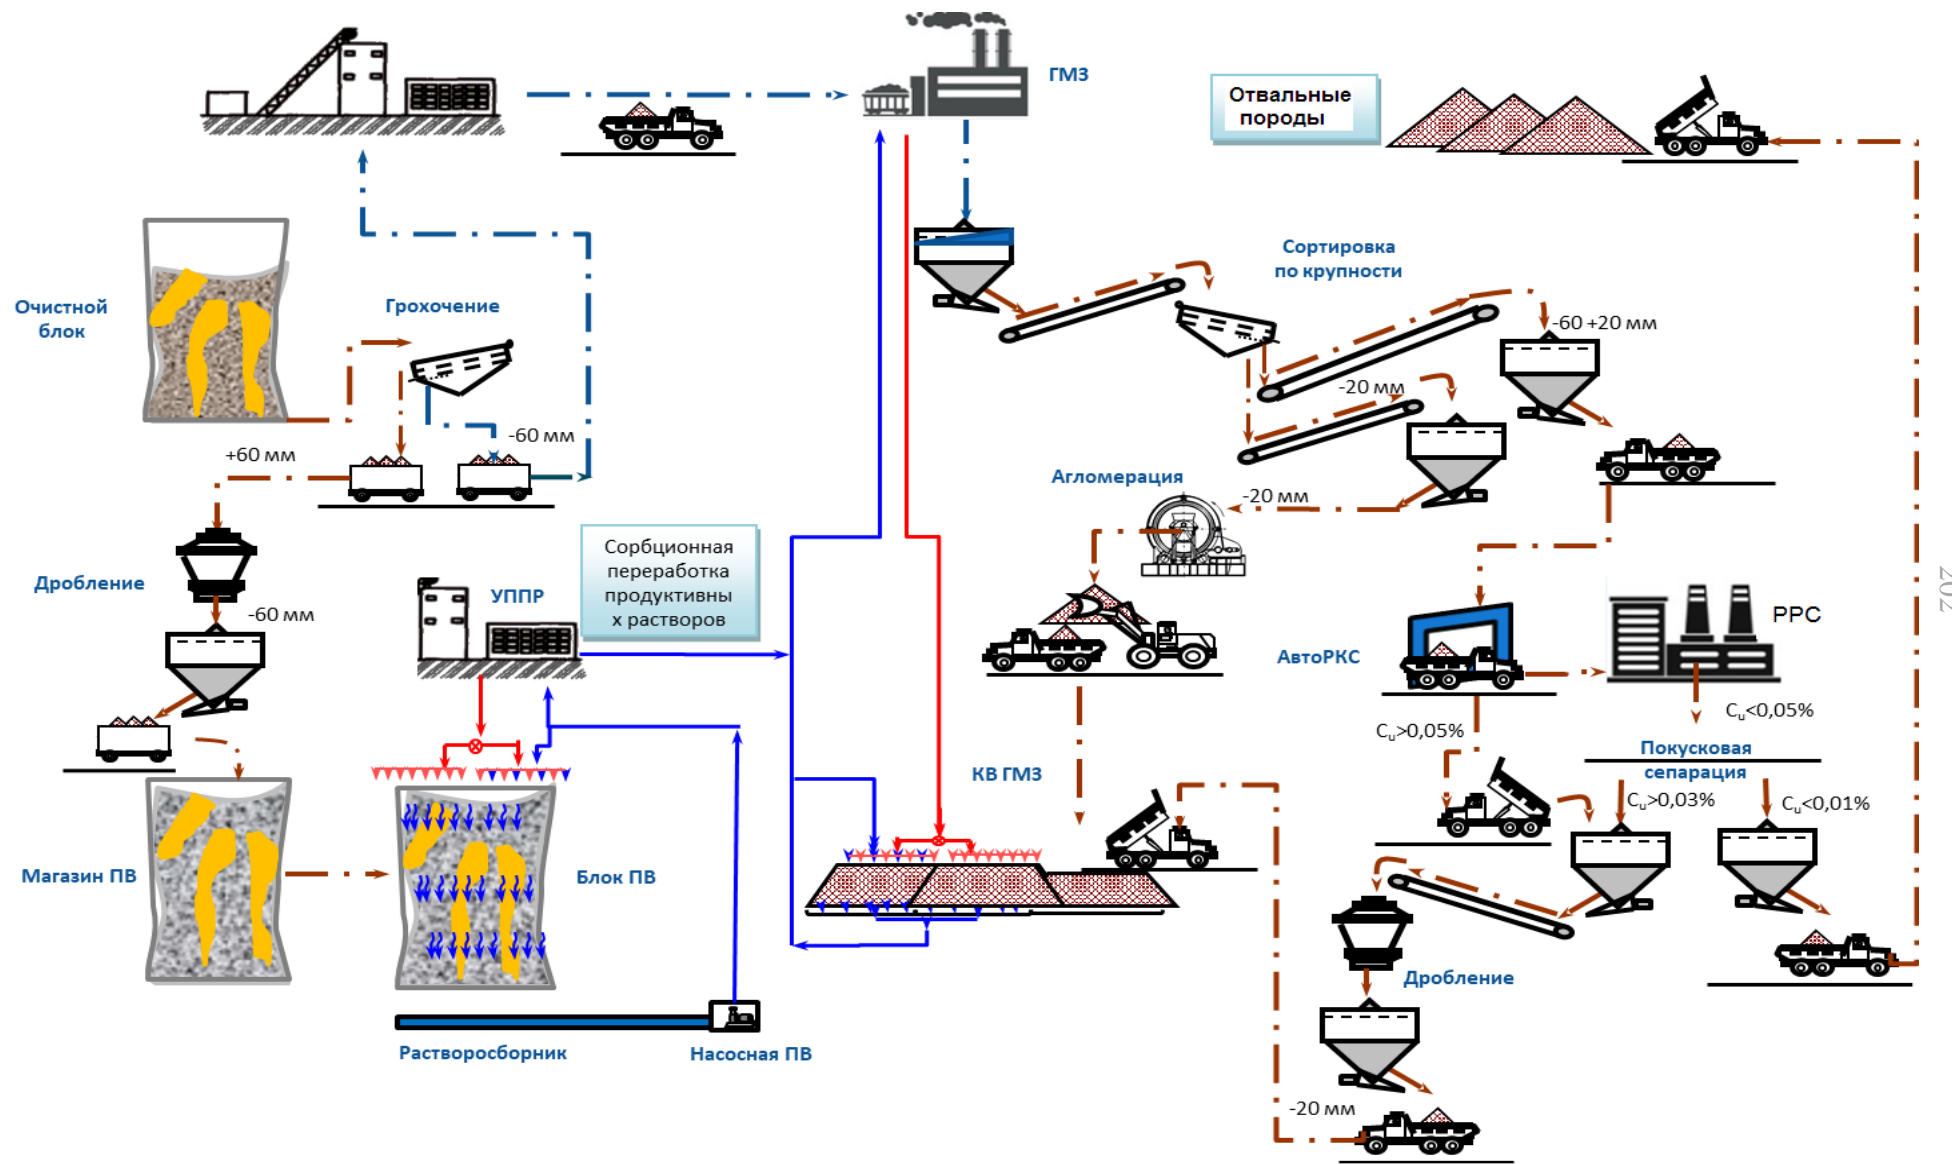 ГМЗ
Отвальные
породы
Сортировка
по крупности
Очистной
блок
Грохочение
-60 +20 мм
-20 мм
-60 мм
+60 мм
Агломерация
-20 мм
Сорбционная
переработка
продуктивны
х растворов
Дробление
УППР
-60 мм
202
РРС
АвтоРКС
Cu<0,05%
Cu>0,05%
Покусковая
сепарация
КВ ГМЗ
Cu>0,03%
Cu<0,01%
Магазин ПВ
Блок ПВ
Дробление
Растворосборник
Насосная ПВ
-20 мм